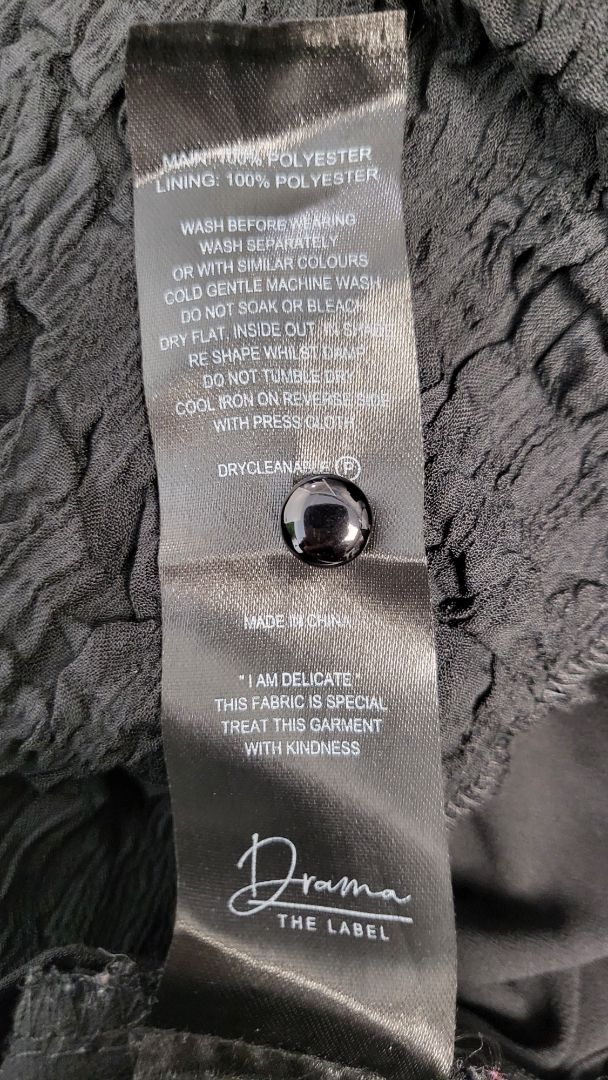 MAIN: 100% POLYESTER
LINING: 100% POLYESTER
WASH BEFORE WEARING
WASH SEPARATELY
OR WITH SIMILAR COLOURS
COLD GENTLE MACHINE WASH
DO NOT SOAK OR BLEACH
DRY FLAT, INSIDE OUT, IN SHADE
RE SHAPE WHILST DAMP
DO NOT TUMBLE DRY
COOL IRON ON REVERSE SIDE
WITH PRESS CLOTH
DRYCLEANABLE P
MADE IN CHINA
"I AM DELICATE"
THIS FABRIC IS SPECIAL
TREAT THIS GARMENT
WITH KINDNESS
Drama
THE LABEL